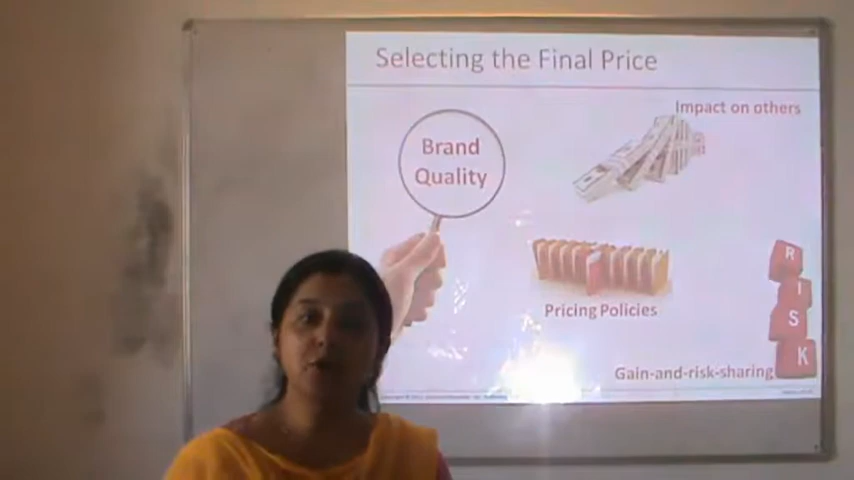 Selecting the Final Price
Impact on others
Brand
Quality
Pricing Policies
R
I
S
K
Gain-and-risk-sharing